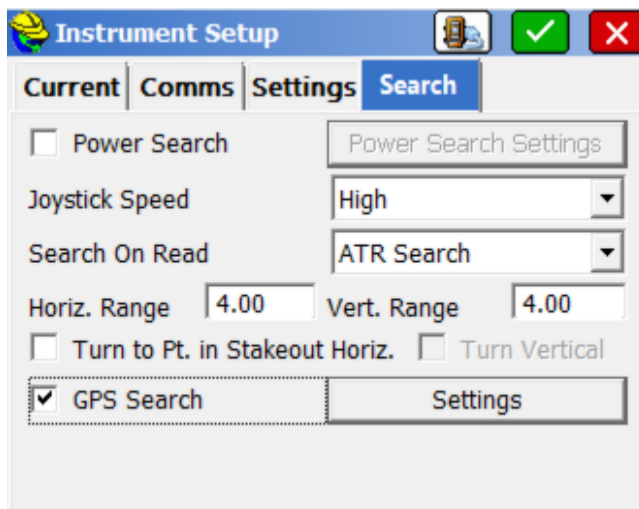 Instrument Setup
Current Comms Settings Search
Power Search Power Search Settings
Joystick Speed High
Search On Read ATR Search
Horiz. Range 4.00 Vert. Range 4.00
Turn to Pt. in Stakeout Horiz. Turn Vertical
GPS Search Settings